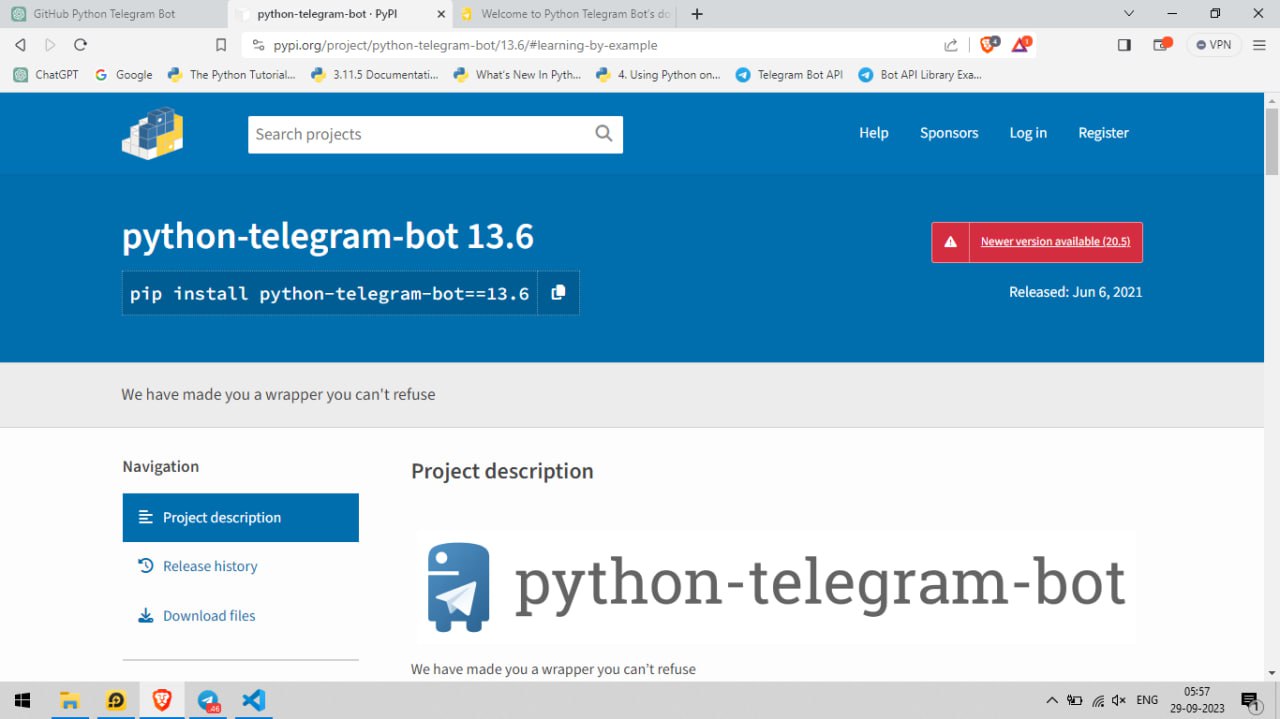 GitHub Python Telegram Bot
python-telegram-bot · PyPI
Welcome to Python Telegram Bot's do
pypi.org/project/python-telegram-bot/13.6/#learning-by-example
4
1
VPN
ChatGPT
Google
The Python Tutorial...
3.11.5 Documentati...
What's New In Pyth...
4. Using Python on...
Telegram Bot API
Bot API Library Exa...
Search projects
Help
Sponsors
Log in
Register
python-telegram-bot 13.6
Newer version available (20.5)
pip install python-telegram-bot==13.6
Released: Jun 6, 2021
We have made you a wrapper you can't refuse
Navigation
Project description
Release history
Download files
Project description
python-telegram-bot
We have made you a wrapper you can’t refuse
.46
ENG
05:57
29-09-2023
1